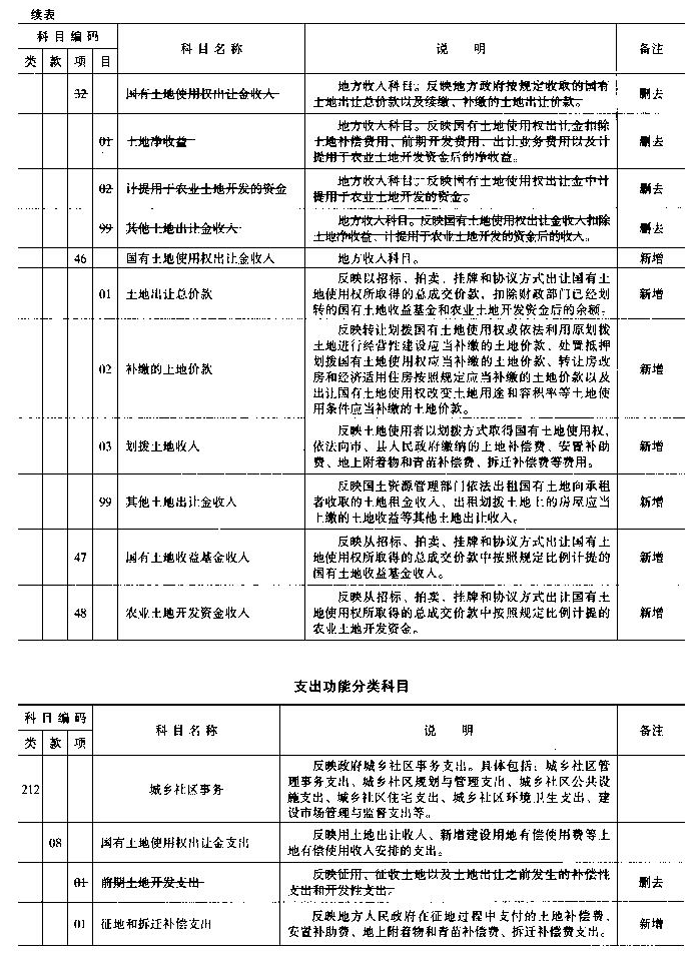 续表
科目编码 科目名称 说 明 备注
类 款 项 目
32 国有土地使用权出让金收入 地方收入科目。反映地方政府按规定收取的国有
土地出让总价款以及续缴、补缴的土地出让价款。 删去
01 土地净收益 地方收入科目。反映国有土地使用权出让金扣除
土地补偿费用、前期开发费用、出让业务费用以及计
提用于农业土地开发资金后的净收益。 删去
02 计提用于农业土地开发的资金 地方收入科目。反映国有土地使用权出让金中计
提用于农业土地开发的资金。 删去
99 其他土地出让金收入 地方收入科目。反映国有土地使用权出让金收入扣除
土地净收益、计提用于农业土地开发的资金后的收入。 删去
46 国有土地使用权出让金收入 地方收入科目。 新增
01 土地出让总价款 反映以招标、拍卖、挂牌和协议方式出让国有土
地使用权所取得的总成交价款，扣除财政部门已经划
转的国有土地收益基金和农业土地开发资金后的余额。 新增
02 补缴的土地价款 反映转让划拨国有土地使用权或依法利用原划拨
土地进行经营性建设应当补缴的土地价款、处置抵押
划拨国有土地使用权应当补缴的土地价款、转让房改
房和经济适用住房按照规定应当补缴的土地价款以及
出让国有土地使用权改变土地用途和容积率等土地使
用条件应当补缴的土地价款。 新增
03 划拨土地收入 反映土地使用者以划拨方式取得国有土地使用权，
依法向市、县人民政府缴纳的土地补偿费、安置补助
费、地上附着物和青苗补偿费、拆迁补偿费等费用。 新增
99 其他土地出让金收入 反映国土资源管理部门依法出租国有土地向承租
者收取的土地租金收入、出租划拨土地上的房屋应当
上缴的土地收益等其他土地出让收入。 新增
47 国有土地收益基金收入 反映从招标、拍卖、挂牌和协议方式出让国有土
地使用权所取得的总成交价款中按照规定比例计提的
国有土地收益基金收入。 新增
48 农业土地开发资金收入 反映从招标、拍卖、挂牌和协议方式出让国有土
地使用权所取得的总成交价款中按照规定比例计提的
农业土地开发资金。 新增
支出功能分类科目
科目编码 科目名称 说 明 备注
类 款 项
212 城乡社区事务 反映政府城乡社区事务支出。具体包括：城乡社区管
理事务支出、城乡社区规划与管理支出、城乡社区公共设
施支出、城乡社区住宅支出、城乡社区环境卫生支出、建
设市场管理与监督支出等。
08 国有土地使用权出让金支出 反映用土地出让收入、新增建设用地有偿使用费等土
地有偿使用收入安排的支出。
01 前期土地开发支出 反映征用、征收土地以及土地出让之前发生的补偿性
支出和开发性支出。 删去
01 征地和拆迁补偿支出 反映地方人民政府在征地过程中支付的土地补偿费、
安置补助费、地上附着物和青苗补偿费、拆迁补偿费支出。 新增